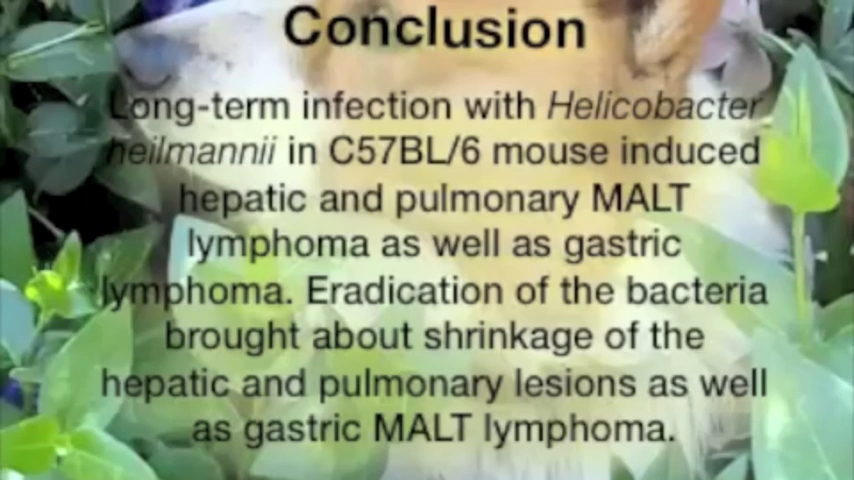 Conclusion
Long-term infection with Helicobacter
heilmannii in C57BL/6 mouse induced
hepatic and pulmonary MALT
lymphoma as well as gastric
lymphoma. Eradication of the bacteria
brought about shrinkage of the
hepatic and pulmonary lesions as well
as gastric MALT lymphoma.